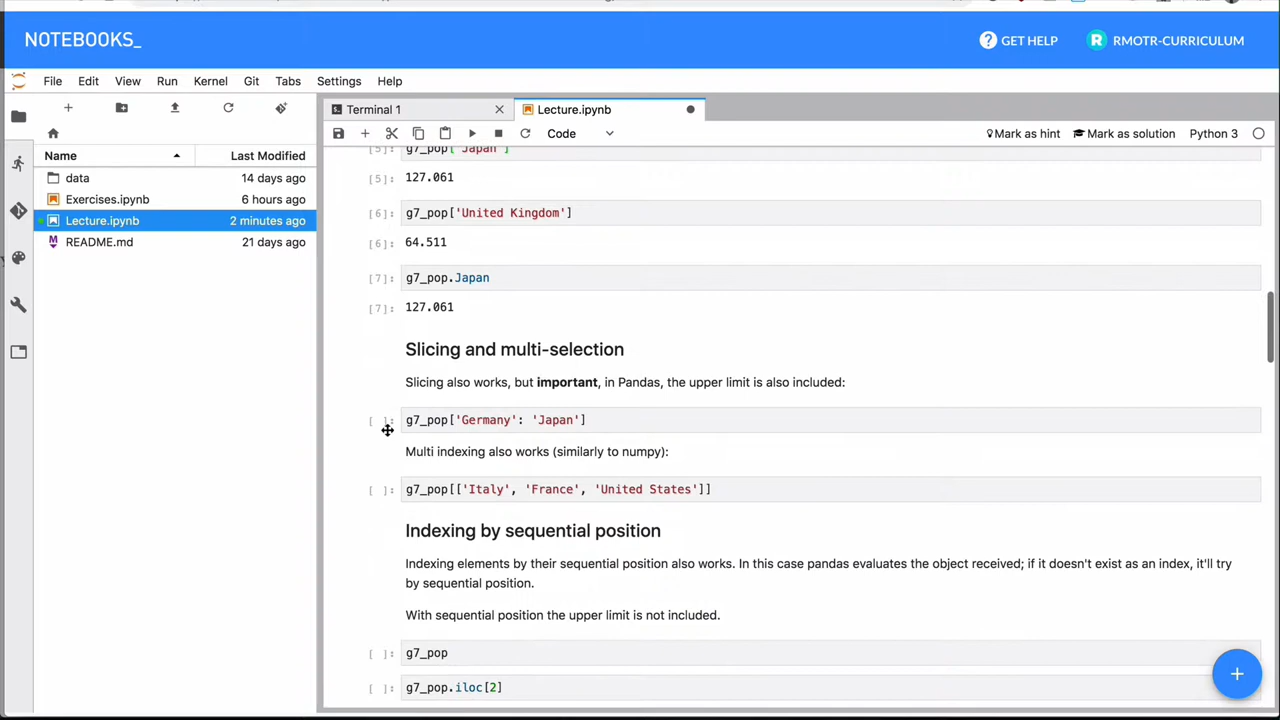 NOTEBOOKS_
GET HELP
R
RMOTR-CURRICULUM
File Edit View Run Kernel Git Tabs Settings Help
Name Last Modified
data 14 days ago
Exercises.ipynb 6 hours ago
Lecture.ipynb 2 minutes ago
README.md 21 days ago
Terminal 1
Lecture.ipynb
Code
Mark as hint
Mark as solution
Python 3
[5]: g7_pop['Japan']
[5]: 127.061
[6]: g7_pop['United Kingdom']
[6]: 64.511
[7]: g7_pop.Japan
[7]: 127.061
Slicing and multi-selection
Slicing also works, but important, in Pandas, the upper limit is also included:
[ ]: g7_pop['Germany': 'Japan']
Multi indexing also works (similarly to numpy):
[ ]: g7_pop[['Italy', 'France', 'United States']]
Indexing by sequential position
Indexing elements by their sequential position also works. In this case pandas evaluates the object received; if it doesn't exist as an index, it'll try
by sequential position.
With sequential position the upper limit is not included.
[ ]: g7_pop
[ ]: g7_pop.iloc[2]